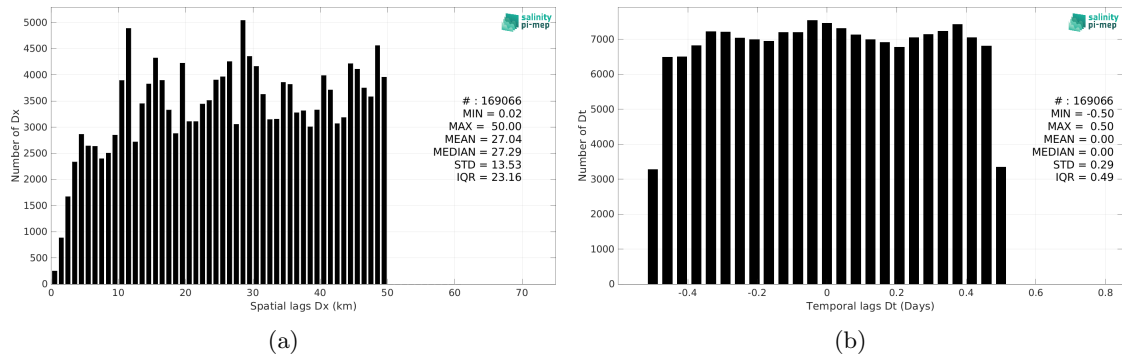 5000
4500
4000
3500
3000
2500
2000
1500
1000
500
0
Number of Dx
0 10 20 30 40 50 60 70
Spatial lags Dx (km)
salinity
pi-mep
# : 169066
MIN = 0.02
MAX = 50.00
MEAN = 27.04
MEDIAN = 27.29
STD = 13.53
IQR = 23.16
(a)
7000
6000
5000
4000
3000
2000
1000
0
Number of Dt
-0.4 -0.2 0 0.2 0.4 0.6 0.8
Temporal lags Dt (Days)
salinity
pi-mep
# : 169066
MIN = -0.50
MAX = 0.50
MEAN = 0.00
MEDIAN = 0.00
STD = 0.29
IQR = 0.49
(b)